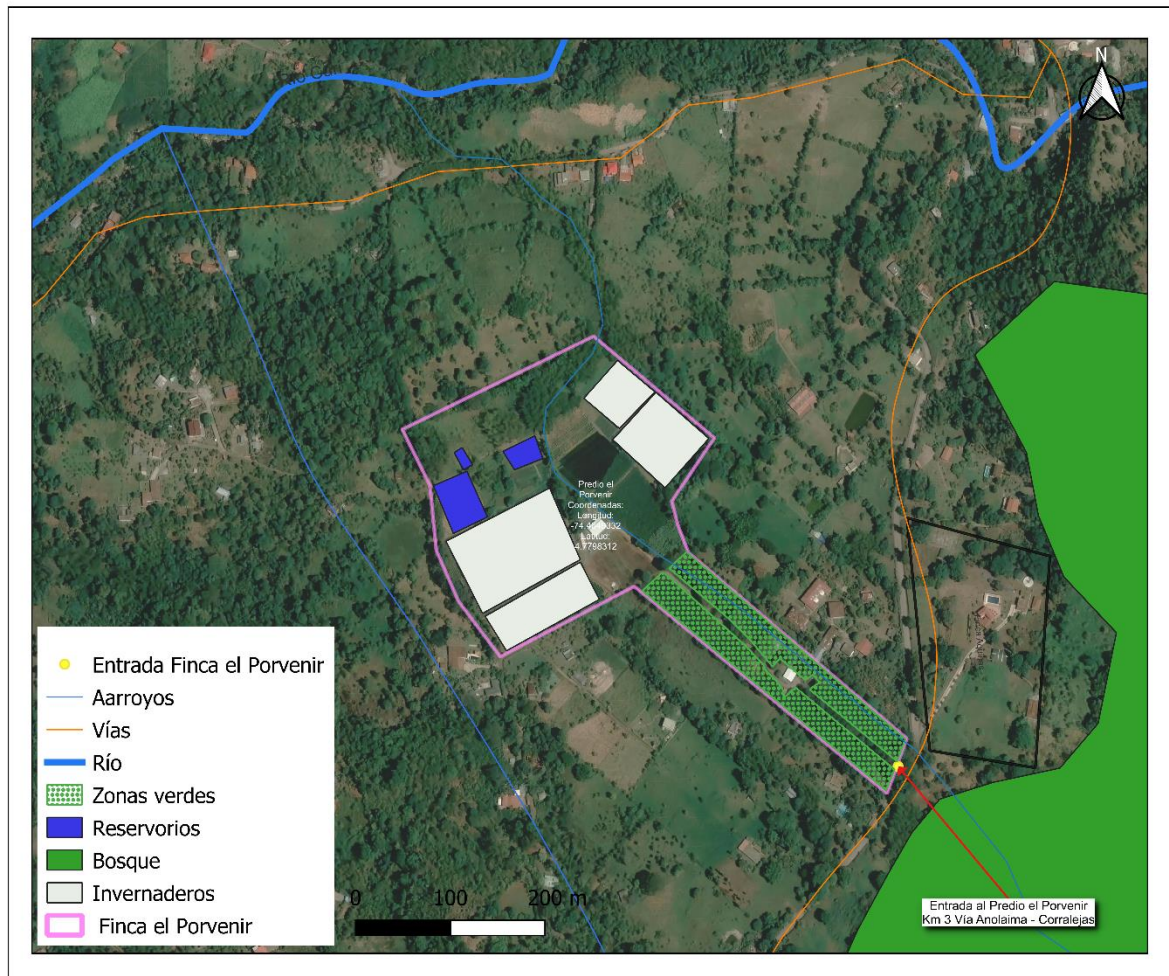 N
Predio el
Porvenir
Coordenadas:
Longitud:
Latitud:
4.7798312
Entrada Finca el Porvenir
Aarroyos
Vías
Río
Zonas verdes
Reservorios
Bosque
Invernaderos
Finca el Porvenir
0 100 200 m
Entrada al Predio el Porvenir
Km 3 Vía Anolaima - Corralejas